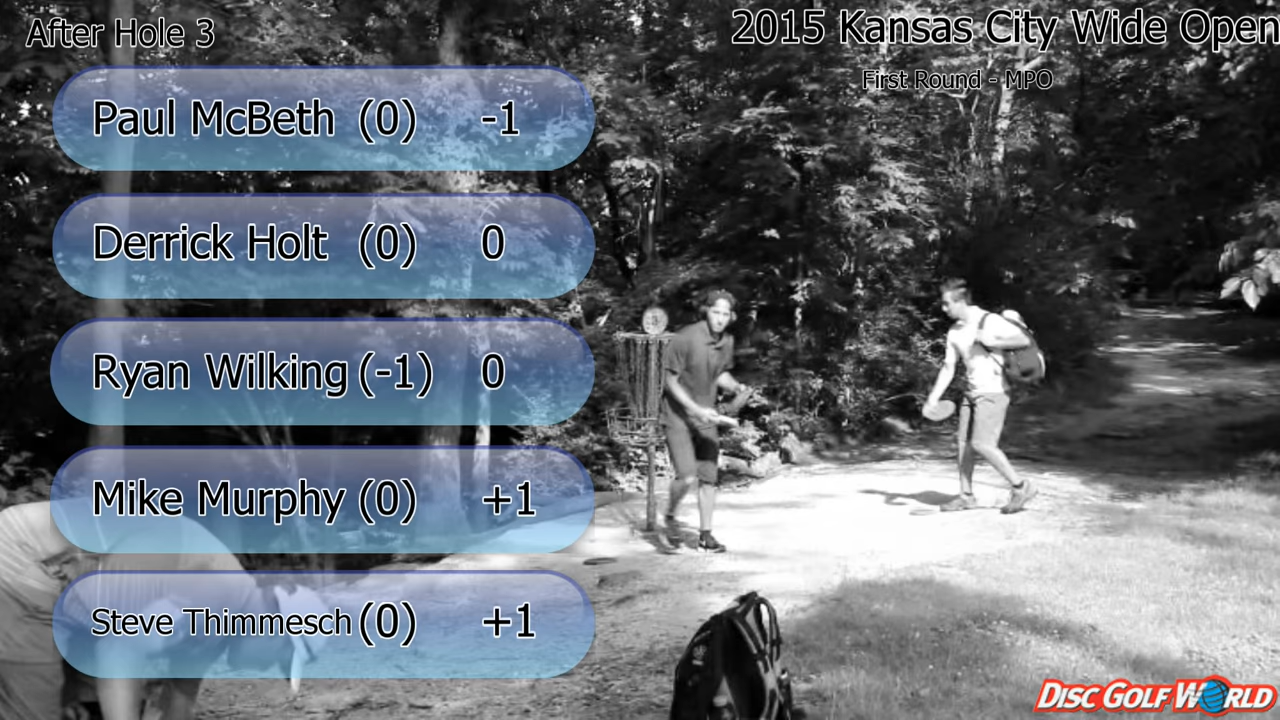 After Hole 3
2015 Kansas City Wide Open
First Round - MPO
Paul McBeth (0) -1
Derrick Holt (0) 0
Ryan Wilking (-1) 0
Mike Murphy (0) +1
Steve Thimmesch (0) +1
DISC GOLF WORLD